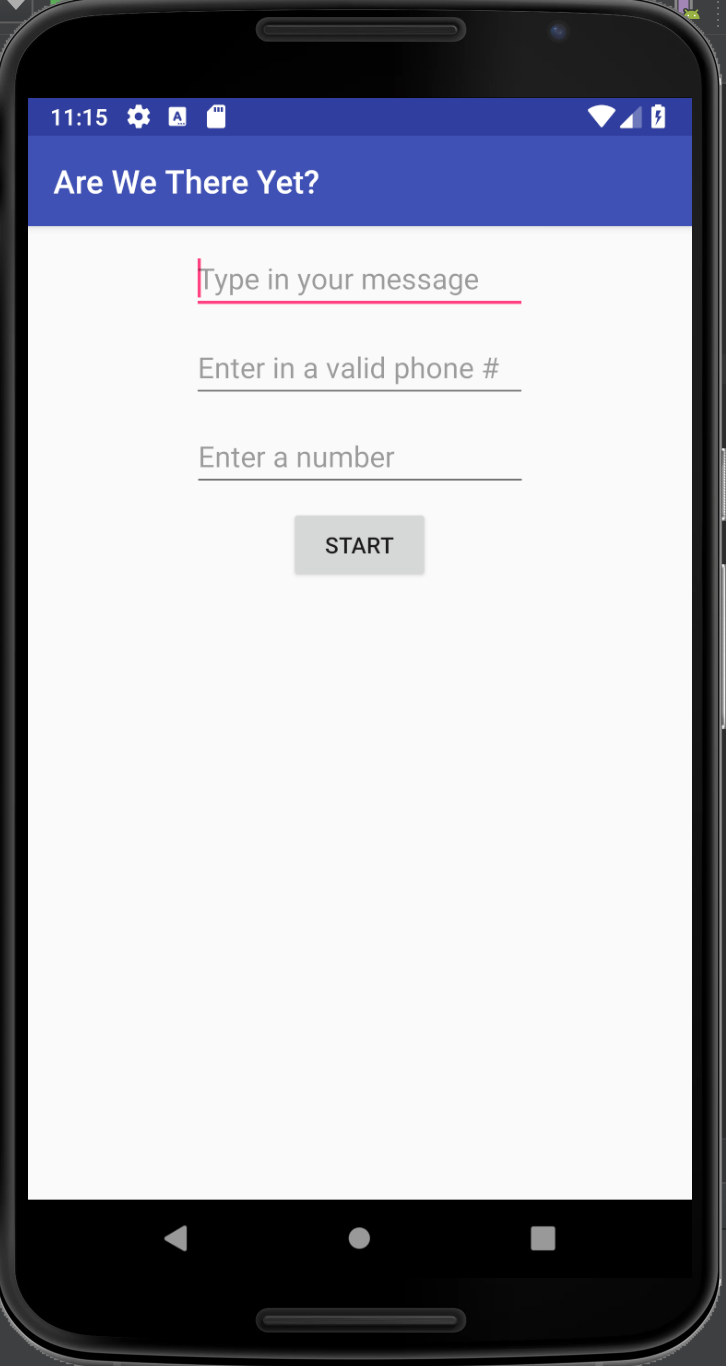 11:15
Are We There Yet?
Type in your message
Enter in a valid phone #
Enter a number
START